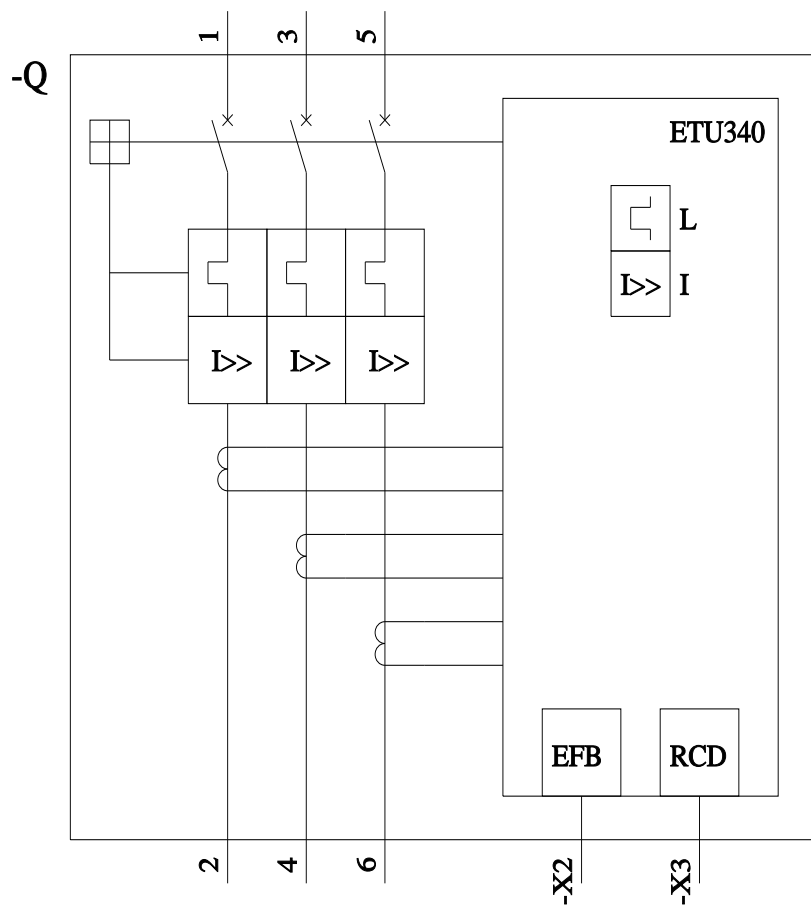 1 3 5
-Q
ETU340
L
I>> I
I>> I>> I>>
EFB RCD
2 4 6 -X2 -X3